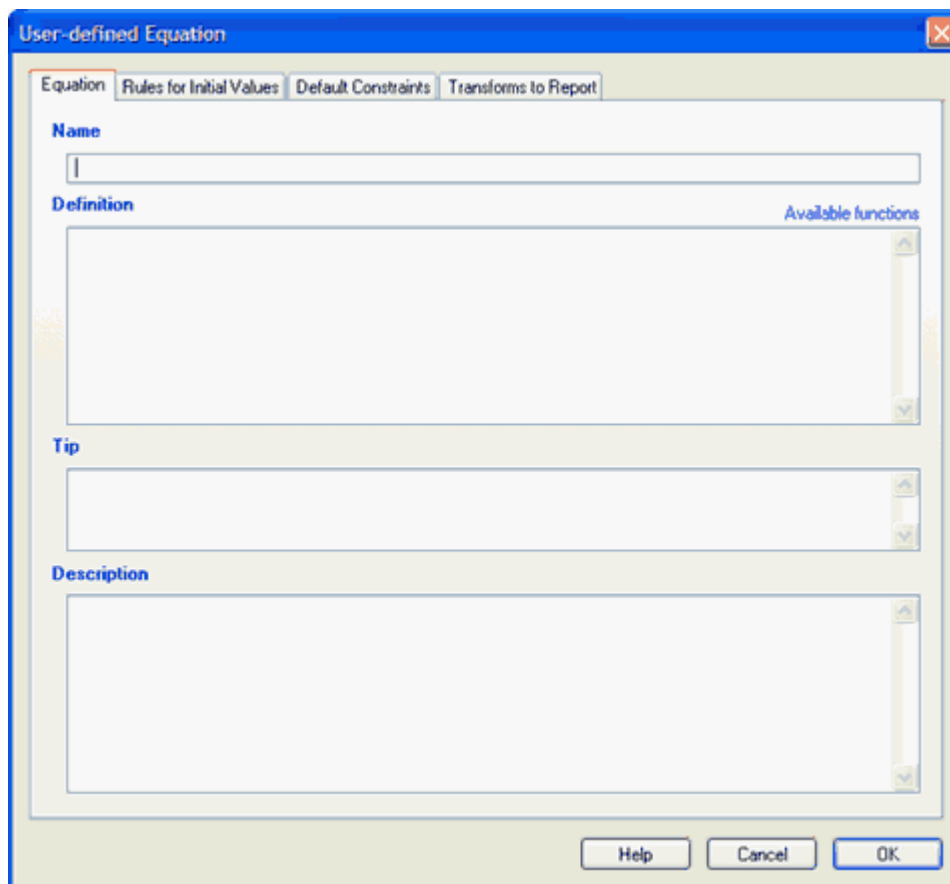 User-defined Equation
Equation Rules for Initial Values Default Constraints Transforms to Report
Name
Definition
Available functions
Tip
Description
Help Cancel OK